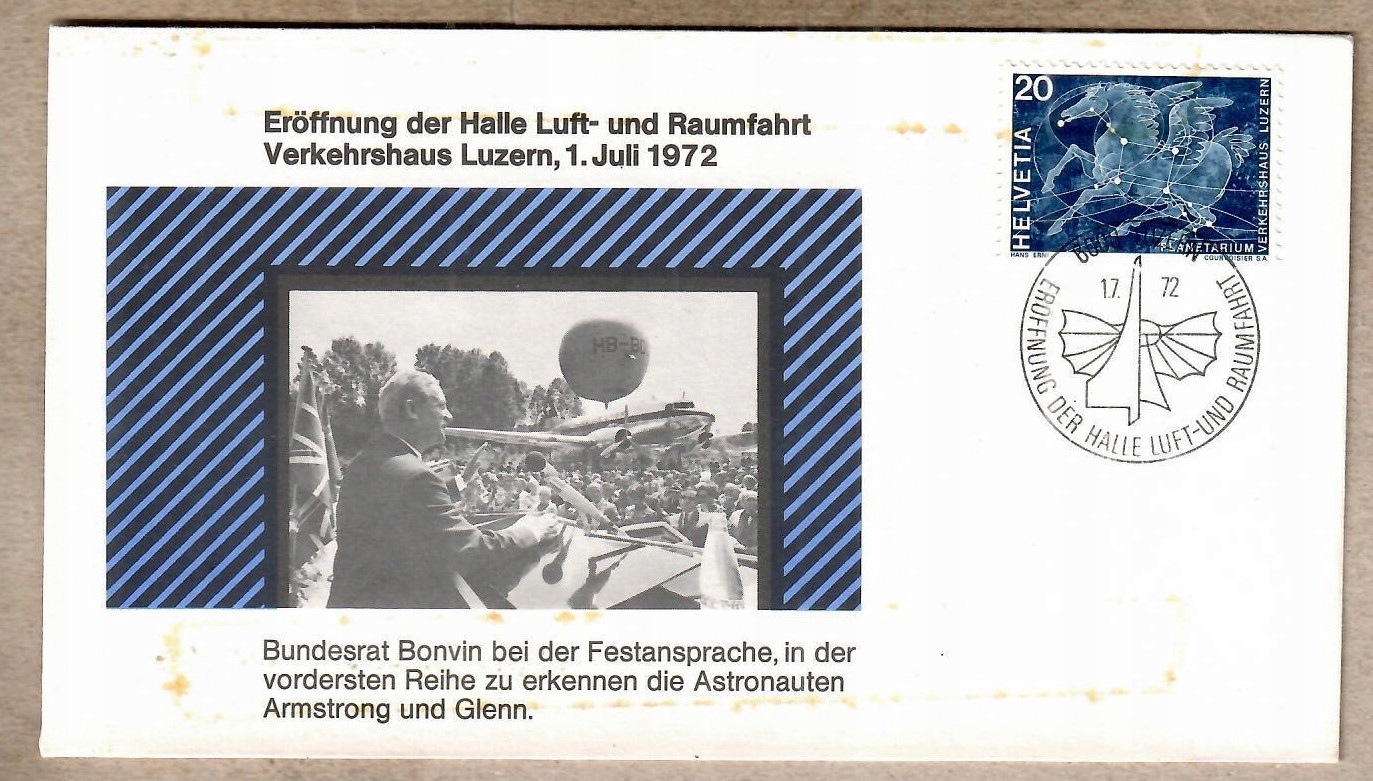 Eröffnung der Halle Luft- und Raumfahrt
Verkehrshaus Luzern, 1. Juli 1972
20
HELVETIA
VERKEHRSHAUS LUZERN
PLANETARIUM
HANS ERNI
COURVOISIER S.A
1.7. 72
ERÖFFNUNG DER HALLE LUFT-UND RAUMFAHRT
HB-BD
Bundesrat Bonvin bei der Festansprache, in der
vordersten Reihe zu erkennen die Astronauten
Armstrong und Glenn.